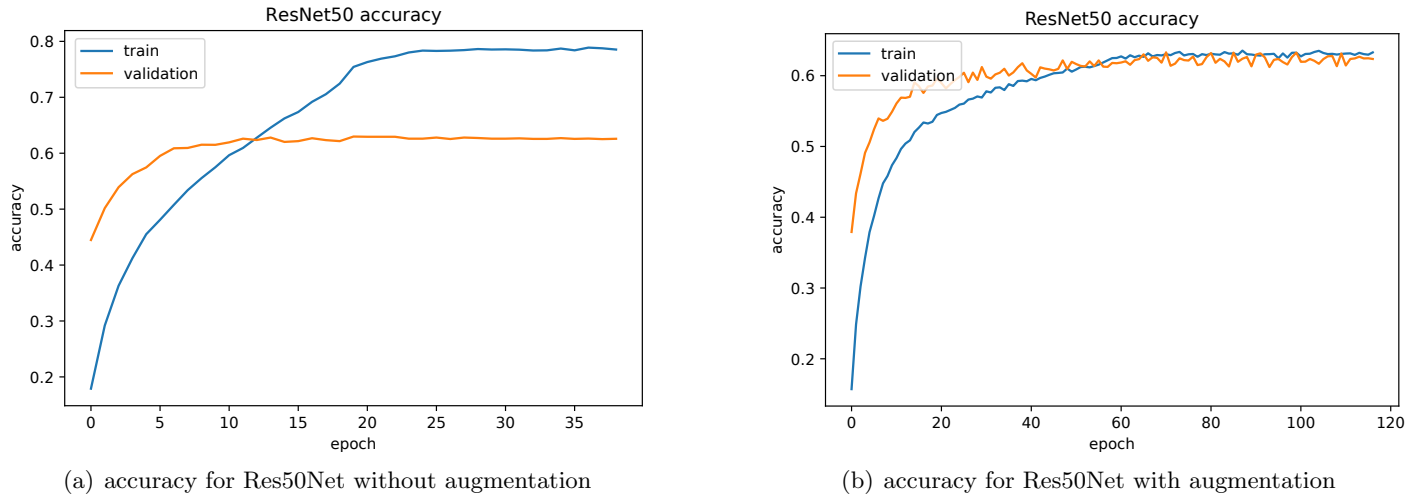 ResNet50 accuracy
train
validation
0.8
0.7
0.6
0.5
0.4
0.3
0.2
accuracy
0 5 10 15 20 25 30 35
epoch
(a) accuracy for Res50Net without augmentation
ResNet50 accuracy
train
validation
0.6
0.5
0.4
0.3
0.2
accuracy
0 20 40 60 80 100 120
epoch
(b) accuracy for Res50Net with augmentation